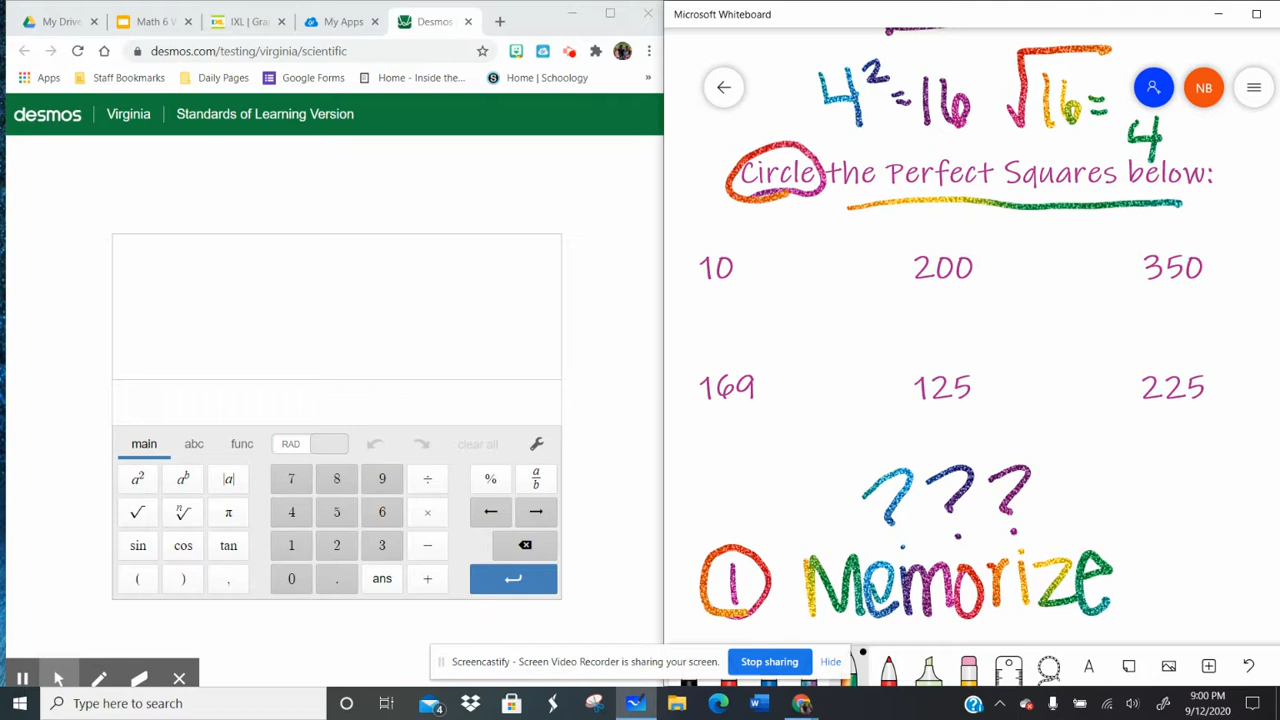 My Drive
Math 6 V
IXL | Gra
My Apps
Desmos
desmos.com/testing/virginia/scientific
Apps
Staff Bookm
Daily Pages
Google Forms
Home - Inside the...
Home | Schoology
»
desmos
Virginia
Standards of Learning Version
main
abc
func
RAD
clear all
a² aᵇ |a| 7 8 9 ÷ % a/b
√ ⁿ√ π 4 5 6 × ← →
sin cos tan 1 2 3 −
( ) , 0 . ans +
Microsoft Whiteboard
NB
4² = 16 √16 = 4
Circle the Perfect Squares below:
10 200 350
169 125 225
? ? ?
1 Memorize
Screencastify - Screen Video Recorder is sharing your screen.
Stop sharing
Hide
A
Type here to search
4
9:00 PM
9/12/2020